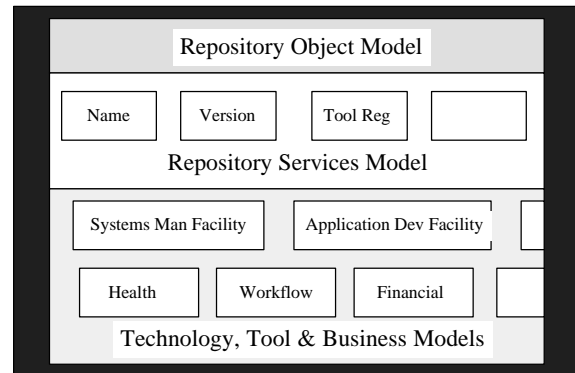 Repository Object Model
Name Version Tool Reg
Repository Services Model
Systems Man Facility Application Dev Facility
Health Workflow Financial
Technology, Tool & Business Models